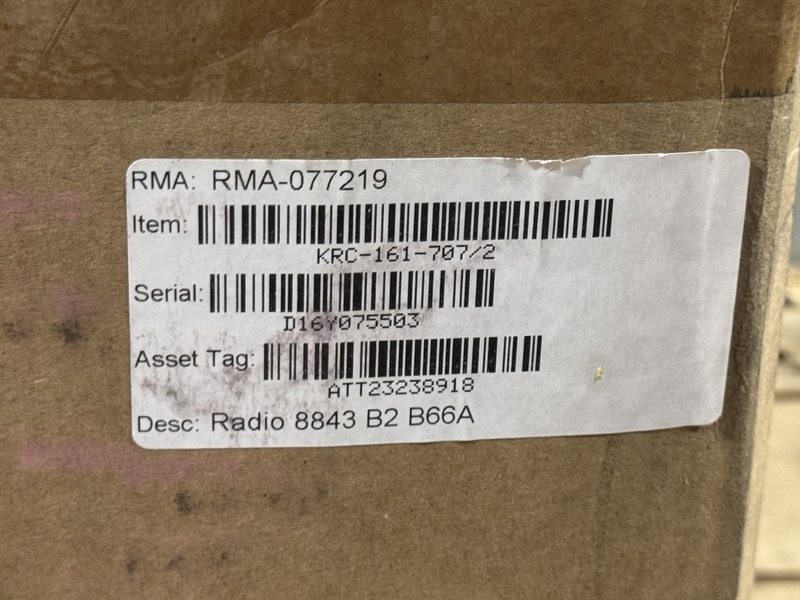 RMA: RMA-077219
Item:
KRC-161-707/2
Serial:
D16Y075503
Asset Tag:
ATT23238918
Desc: Radio 8843 B2 B66A